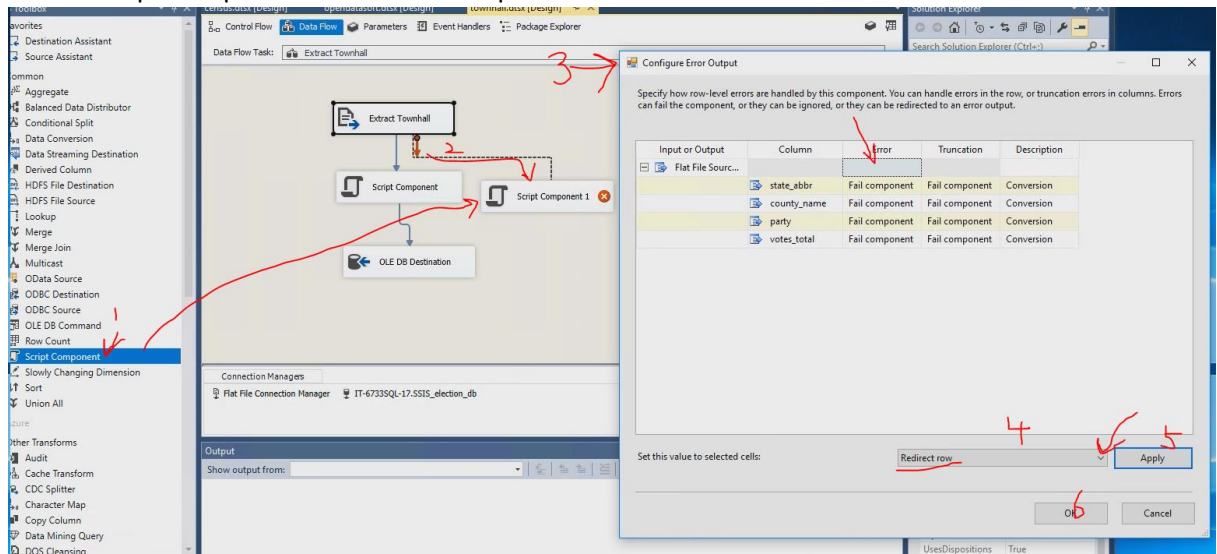 Toolbox
census.dtsx [Design] opendatasoft.dtsx [Design] townhall.dtsx [Design]
Solution Explorer
avorites
Destination Assistant
Source Assistant
ommon
Aggregate
Balanced Data Distributor
Conditional Split
Data Conversion
Data Streaming Destination
Derived Column
HDFS File Destination
HDFS File Source
Lookup
Merge
Merge Join
Multicast
OData Source
ODBC Destination
ODBC Source
OLE DB Command
Row Count
Script Component
Slowly Changing Dimension
Sort
Union All
zure
Other Transforms
Audit
Cache Transform
CDC Splitter
Character Map
Copy Column
Data Mining Query
DQS Cleansing
1
Control Flow Data Flow Parameters Event Handlers Package Explorer
Data Flow Task: Extract Townhall
Extract Townhall
2
Script Component
Script Component 1
OLE DB Destination
Connection Managers
Flat File Connection Manager IT-6733SQL-17.SSIS_election_db
Output
Show output from:
Search Solution Explorer (Ctrl+;)
3
Configure Error Output
Specify how row-level errors are handled by this component. You can handle errors in the row, or truncation errors in columns. Errors
can fail the component, or they can be ignored, or they can be redirected to an error output.
Input or Output Column Error Truncation Description
Flat File Sourc...
state_abbr Fail component Fail component Conversion
county_name Fail component Fail component Conversion
party Fail component Fail component Conversion
votes_total Fail component Fail component Conversion
4
5
Set this value to selected cells: Redirect row Apply
6
OK Cancel
UsesDispositions True